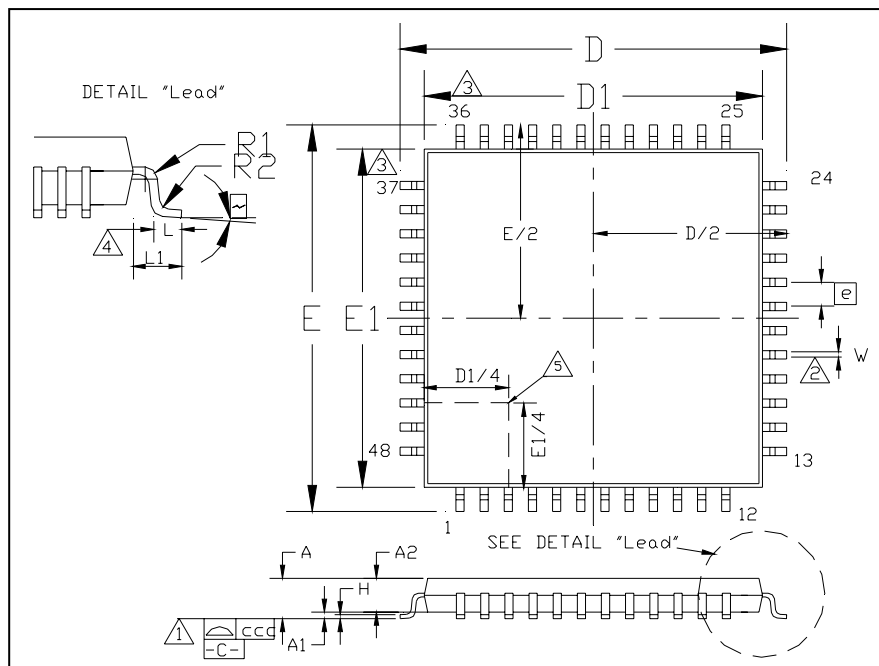 D
DETAIL "Lead"
3
D1
36
25
R1
R2
3
37
24
4
L
L1
E/2
D/2
e
E
E1
W
2
D1/4
5
E1/4
48
13
1
12
SEE DETAIL "Lead"
A
A2
H
1
ccc
A1
-C-